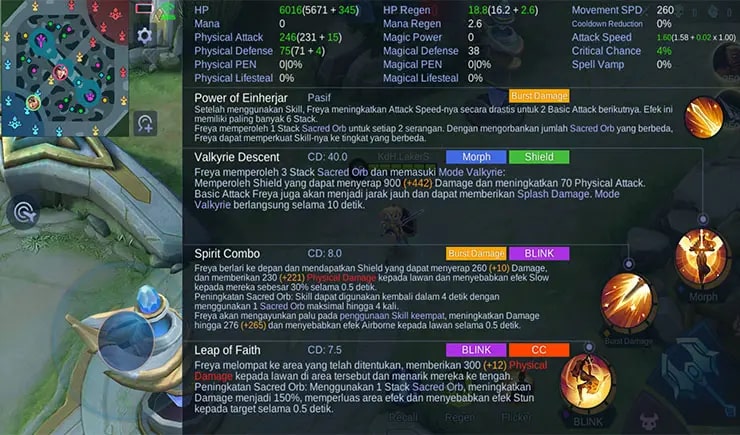 HP 6016(5671 + 345) HP Regen 18.8(16.2 + 2.6) Movement SPD 260
Mana 0 Mana Regen 2.6 Cooldown Reduction 0%
Physical Attack 246(231 + 15) Magic Power 0 Attack Speed 1.60(1.58 + 0.02 x 1.00)
Physical Defense 75(71 + 4) Magical Defense 38 Critical Chance 4%
Physical PEN 0|0% Magical PEN 0|0% Spell Vamp 0%
Physical Lifesteal 0% Magical Lifesteal 0%
Power of Einherjar Pasif Burst Damage
Setelah menggunakan Skill, Freya meningkatkan Attack Speed-nya secara drastis untuk 2 Basic Attack berikutnya. Efek ini
memiliki paling banyak 6 Stack.
Freya memperoleh 1 Stack Sacred Orb untuk setiap 2 serangan. Dengan mengorbankan jumlah Sacred Orb yang berbeda,
Freya dapat memperkuat Skill-nya ke tingkat yang berbeda.
Valkyrie Descent CD: 40.0 Morph Shield
Freya memperoleh 3 Stack Sacred Orb dan memasuki Mode Valkyrie:
Memperoleh Shield yang dapat menyerap 900 (+442) Damage dan meningkatkan 70 Physical Attack.
Basic Attack Freya juga akan menjadi jarak jauh dan dapat memberikan Splash Damage. Mode
Valkyrie berlangsung selama 10 detik.
Morph
Spirit Combo CD: 8.0 Burst Damage BLINK
Freya berlari ke depan dan mendapatkan Shield yang dapat menyerap 260 (+10) Damage,
dan memberikan 230 (+221) Physical Damage kepada lawan dan menyebabkan efek Slow
kepada mereka sebesar 30% selama 0.5 detik.
Peningkatan Sacred Orb: Skill dapat digunakan kembali dalam 4 detik dengan
menggunakan 1 Sacred Orb maksimal hingga 4 kali.
Freya akan mengayunkan palu pada penggunaan Skill keempat, meningkatkan Damage
hingga 276 (+265) dan menyebabkan efek Airborne kepada lawan selama 0.5 detik.
Burst Damage
Leap of Faith CD: 7.5 BLINK CC
Freya melompat ke area yang telah ditentukan, memberikan 300 (+12) Physical
Damage kepada lawan di area tersebut dan menarik mereka ke tengah.
Peningkatan Sacred Orb: Menggunakan 1 Stack Sacred Orb, meningkatkan
Damage menjadi 150%, memperluas area efek dan menyebabkan efek Stun
kepada target selama 0.5 detik.
BLINK
Recall Regen Flicker